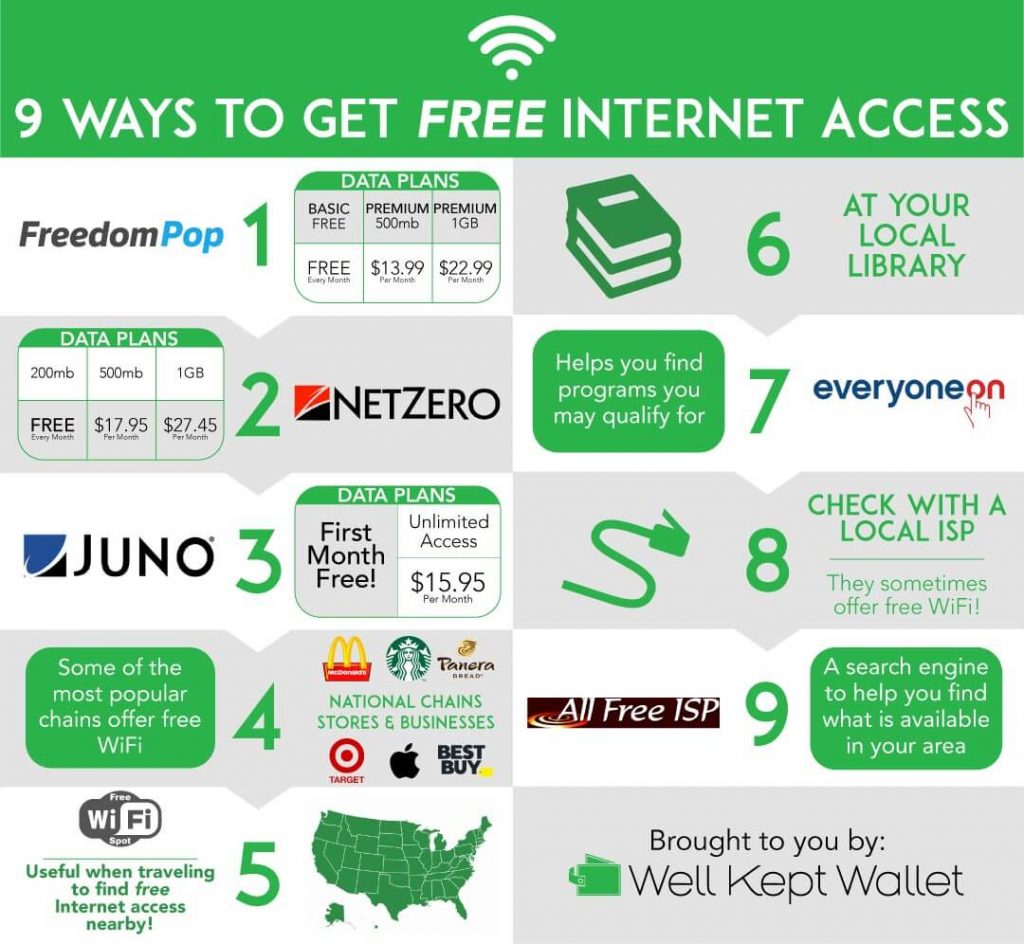 9 WAYS TO GET FREE INTERNET ACCESS
FreedomPop
1
DATA PLANS
BASIC FREE
PREMIUM 500mb
PREMIUM 1GB
FREE Every Month
$13.99 Per Month
$22.99 Per Month
DATA PLANS
200mb
500mb
1GB
FREE Every Month
$17.95 Per Month
$27.45 Per Month
2
NETZERO
JUNO
3
DATA PLANS
First
Month
Free!
Unlimited
Access
$15.95
Per Month
Some of the
most popular
chains offer free
WiFi
4
McDonald's
Panera
BREAD®
NATIONAL CHAINS
STORES & BUSINESSES
TARGET
BEST
BUY
Free
Wi Fi
Spot
Useful when traveling
to find free
Internet access
nearby!
5
6
AT YOUR
LOCAL
LIBRARY
Helps you find
programs you
may qualify for
7
everyoneon
8
CHECK WITH A
LOCAL ISP
They sometimes
offer free WiFi!
All Free ISP
9
A search engine
to help you find
what is available
in your area
Brought to you by:
Well Kept Wallet